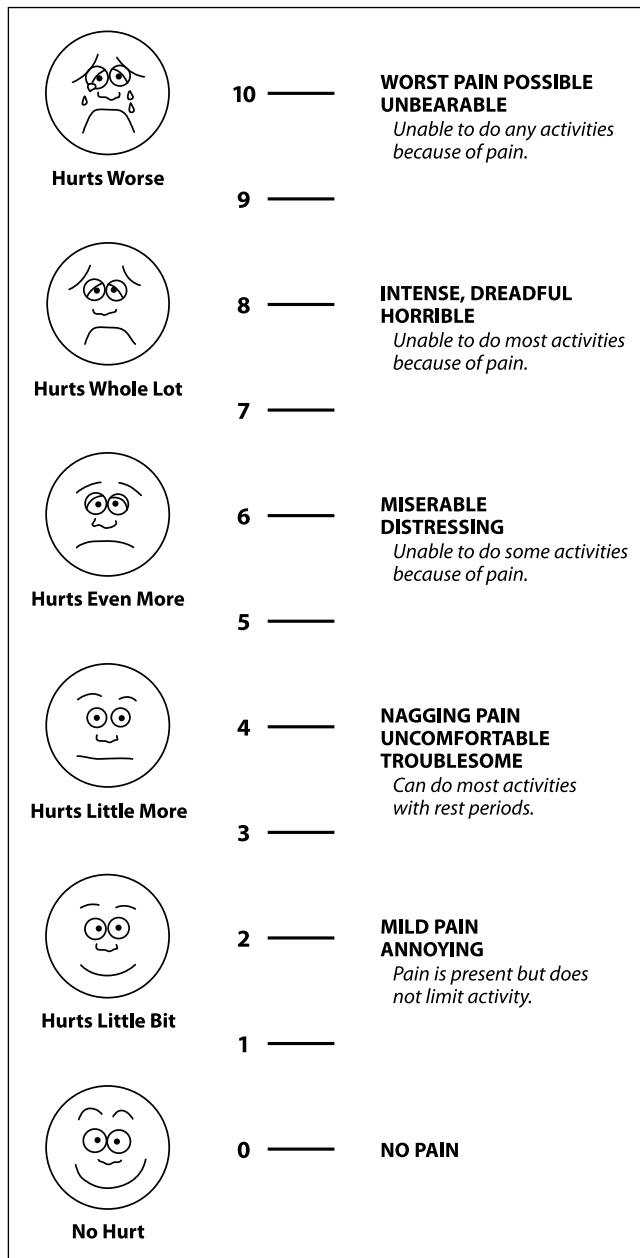 10
WORST PAIN POSSIBLE
UNBEARABLE
Unable to do any activities
because of pain.
Hurts Worse
9
8
INTENSE, DREADFUL
HORRIBLE
Unable to do most activities
because of pain.
Hurts Whole Lot
7
6
MISERABLE
DISTRESSING
Unable to do some activities
because of pain.
Hurts Even More
5
4
NAGGING PAIN
UNCOMFORTABLE
TROUBLESOME
Can do most activities
with rest periods.
Hurts Little More
3
2
MILD PAIN
ANNOYING
Pain is present but does
not limit activity.
Hurts Little Bit
1
0
NO PAIN
No Hurt